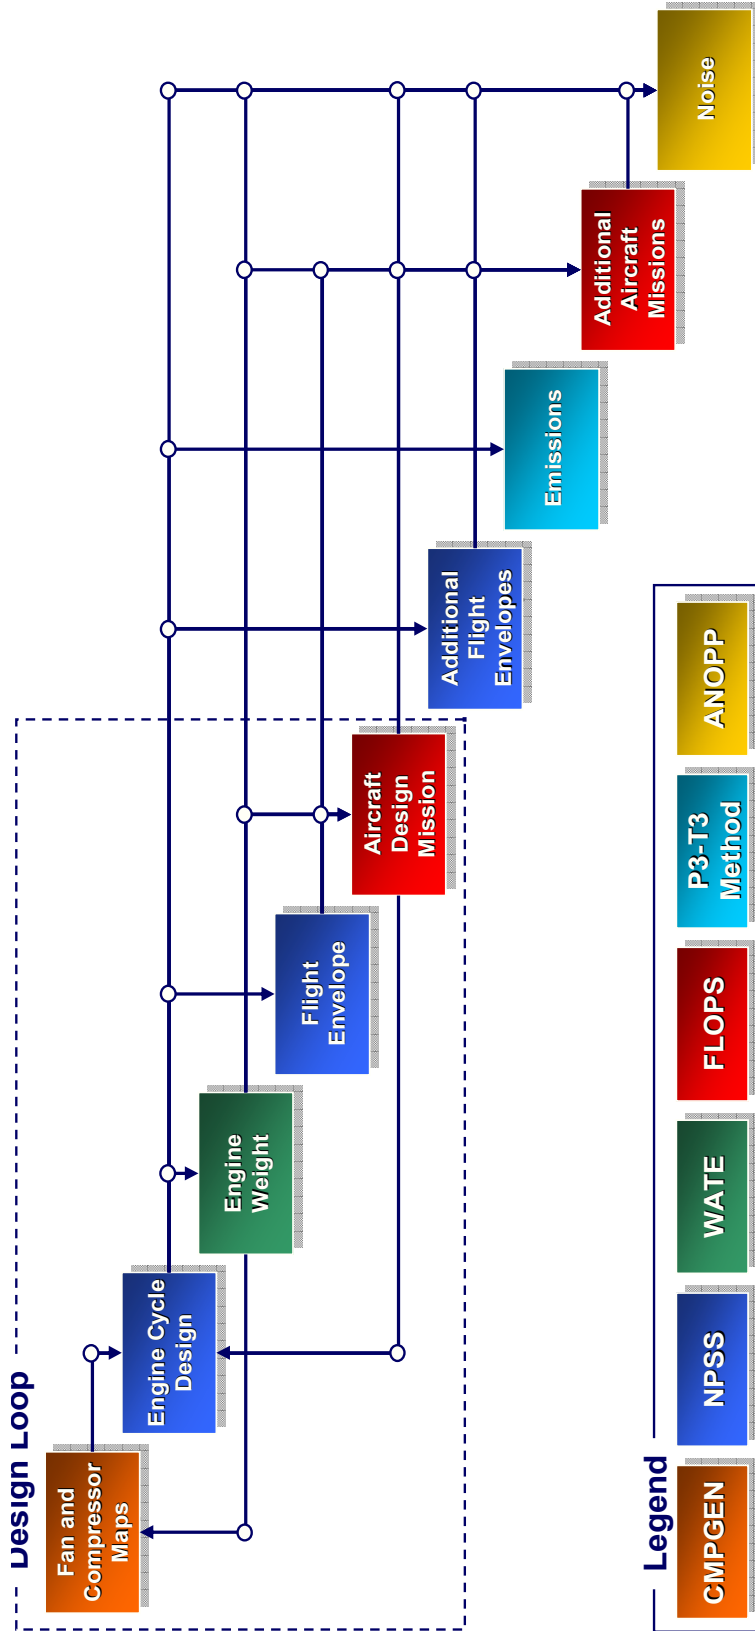 Design Loop
Fan and
Compressor
Maps
Engine Cycle
Design
Engine
Weight
Flight
Envelope
Aircraft
Design
Mission
Additional
Flight
Envelopes
Emissions
Additional
Aircraft
Missions
Noise
Legend
CMPGEN
NPSS
WATE
FLOPS
P3-T3
Method
ANOPP